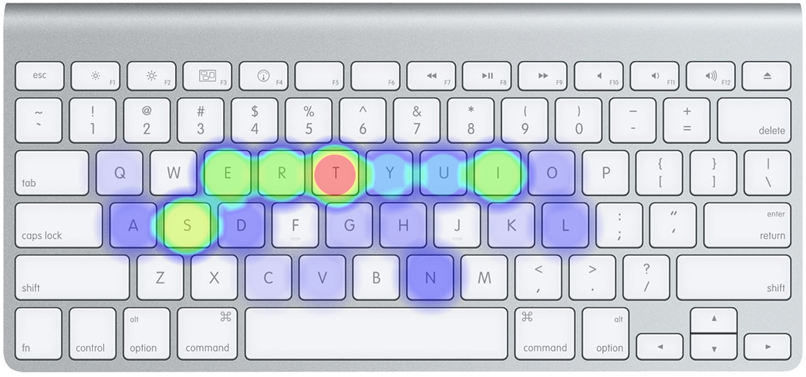 esc F1 F2 F3 F4 F5 F6 F7 F8 F9 F10 F11 F12
~ ! @ # $ % ^ & * ( ) – +
` 1 2 3 4 5 6 7 8 9 0 - = delete
tab Q W E R T Y U I O P { [ } ] | \
caps lock A S D F G H J K L : ; " ' enter return
shift Z X C V B N M < , > . ? / shift
fn control alt option ⌘ command ⌘ command alt option